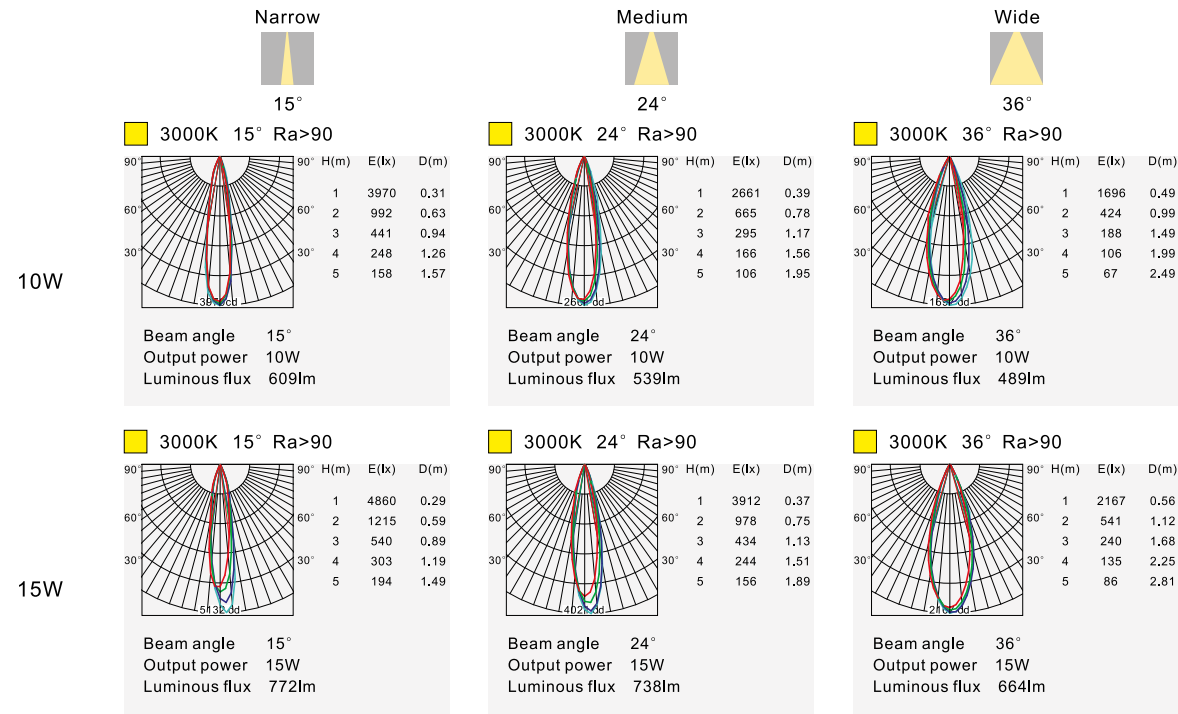 Narrow Medium Wide
15° 24° 36°
10W
3000K 15° Ra>90
90° 90° H(m) E(lx) D(m)
1 3970 0.31
60° 60° 2 992 0.63
3 441 0.94
30° 30° 4 248 1.26
5 158 1.57
Beam angle 15°
Output power 10W
Luminous flux 609lm
3000K 24° Ra>90
90° 90° H(m) E(lx) D(m)
1 2661 0.39
60° 60° 2 665 0.78
3 295 1.17
30° 30° 4 166 1.56
5 106 1.95
Beam angle 24°
Output power 10W
Luminous flux 539lm
3000K 36° Ra>90
90° 90° H(m) E(lx) D(m)
1 1696 0.49
60° 60° 2 424 0.99
3 188 1.49
30° 30° 4 106 1.99
5 67 2.49
Beam angle 36°
Output power 10W
Luminous flux 489lm
15W
3000K 15° Ra>90
90° 90° H(m) E(lx) D(m)
1 4860 0.29
60° 60° 2 1215 0.59
3 540 0.89
30° 30° 4 303 1.19
5 194 1.49
5132 cd
Beam angle 15°
Output power 15W
Luminous flux 772lm
3000K 24° Ra>90
90° 90° H(m) E(lx) D(m)
1 3912 0.37
60° 60° 2 978 0.75
3 434 1.13
30° 30° 4 244 1.51
5 156 1.89
Beam angle 24°
Output power 15W
Luminous flux 738lm
3000K 36° Ra>90
90° 90° H(m) E(lx) D(m)
1 2167 0.56
60° 60° 2 541 1.12
3 240 1.68
30° 30° 4 135 2.25
5 86 2.81
Beam angle 36°
Output power 15W
Luminous flux 664lm